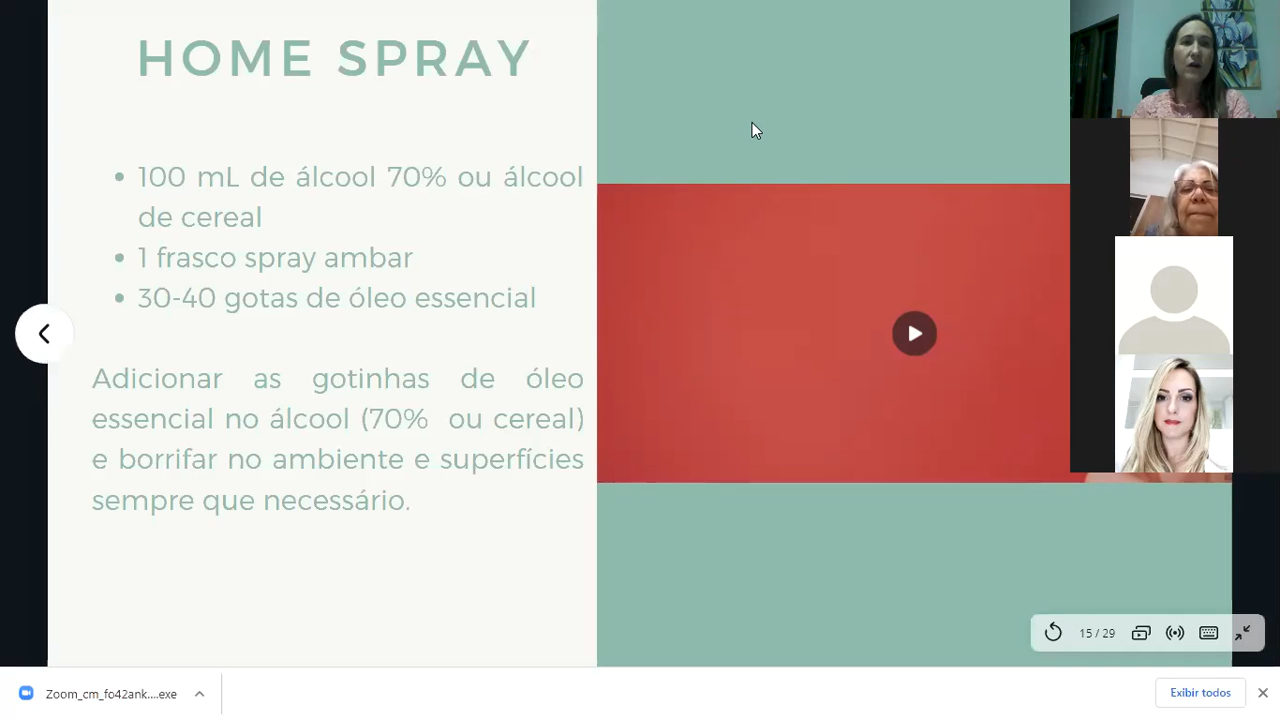 HOME SPRAY
• 100 mL de álcool 70% ou álcool
de cereal
• 1 frasco spray ambar
• 30-40 gotas de óleo essencial
Adicionar as gotinhas de óleo
essencial no álcool (70% ou cereal)
e borrifar no ambiente e superfícies
sempre que necessário.
15 / 29
Zoom_cm_fo42ank....exe
Exibir todos